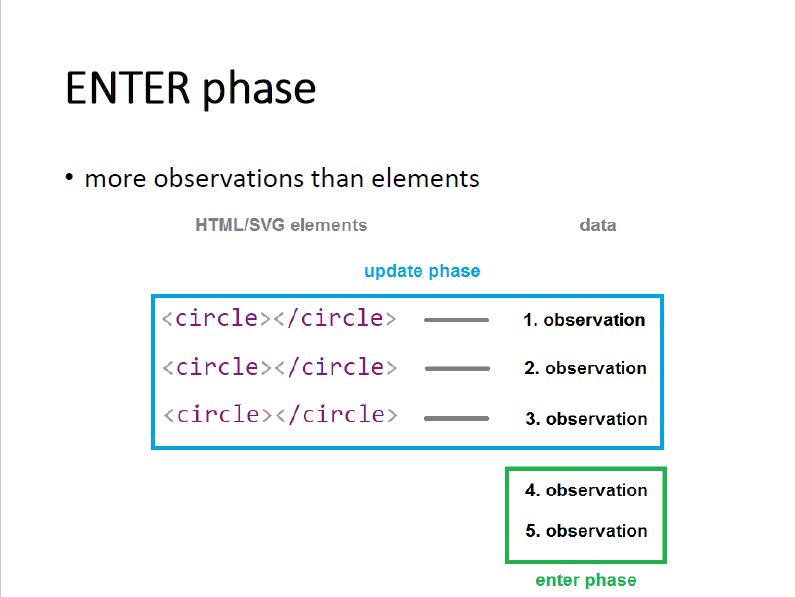 ENTER phase
• more observations than elements
HTML/SVG elements data
update phase
<circle></circle> 1. observation
<circle></circle> 2. observation
<circle></circle> 3. observation
4. observation
5. observation
enter phase